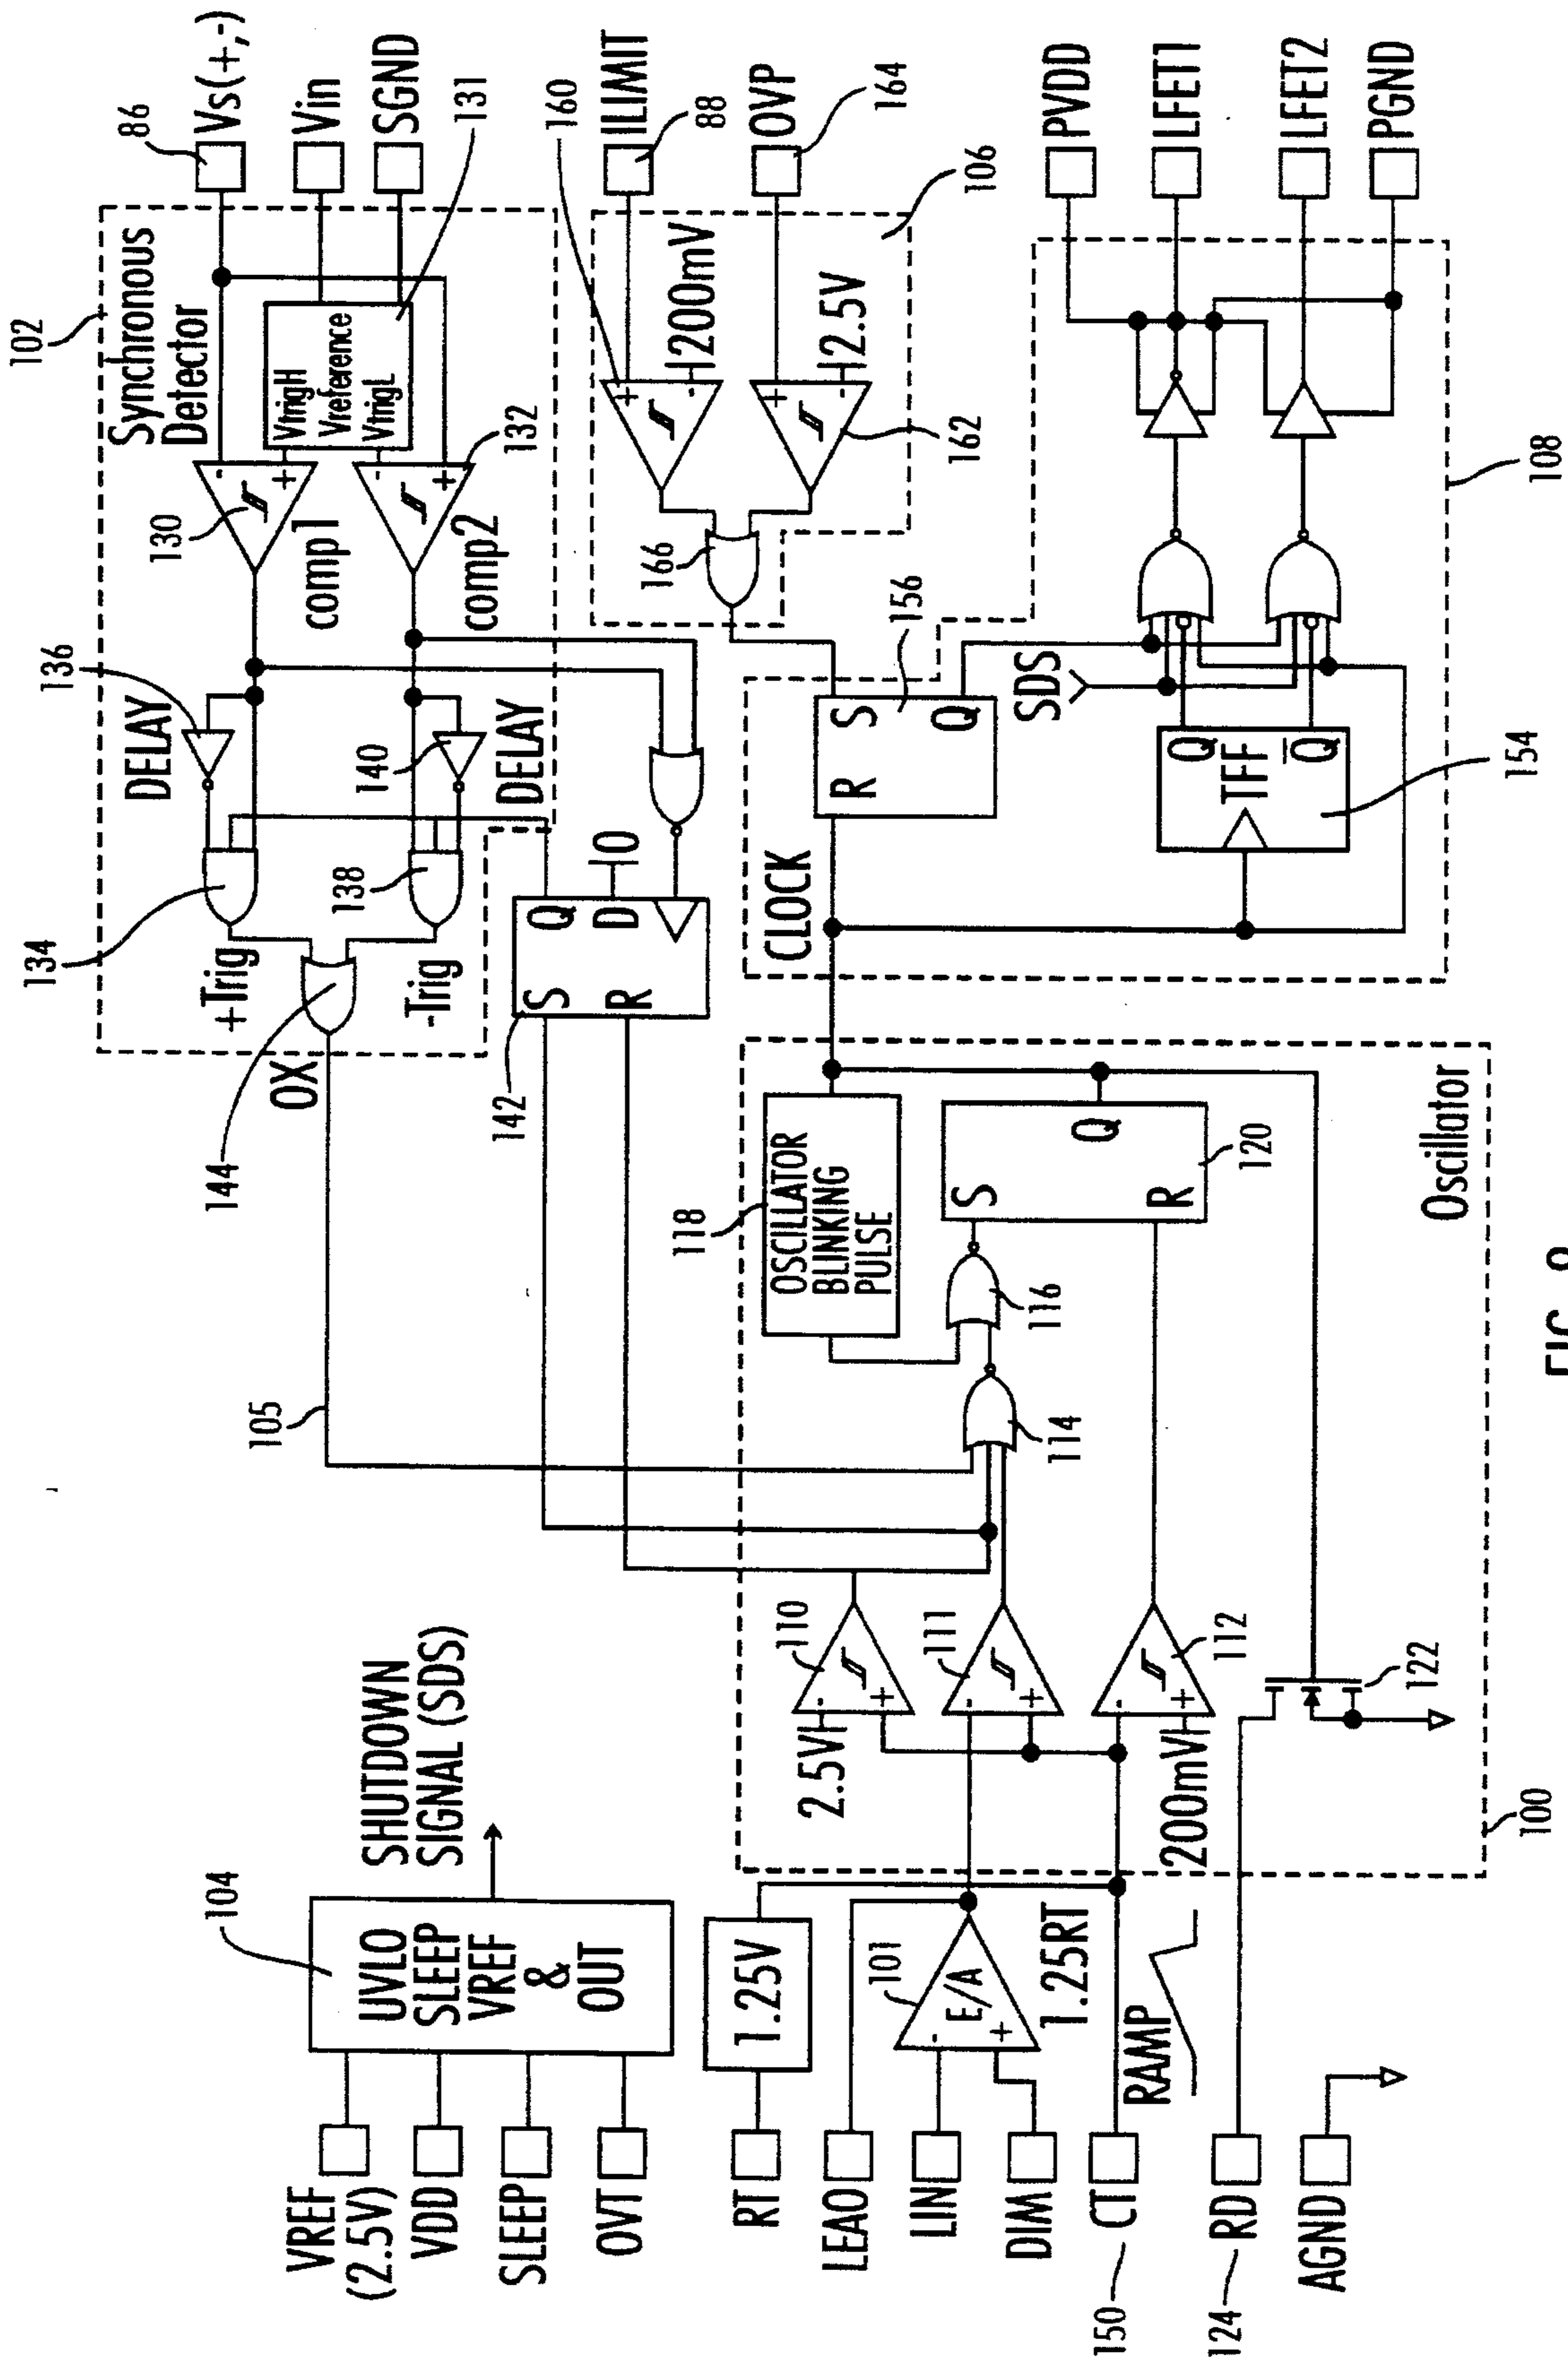 102
Synchronous
Detector
86
Vs(+,-)
Vin
SGND
131
VtrigH
Vreference
VtrigL
-
+
130
comp1
-
+
132
comp2
DELAY
136
140
DELAY
134
+Trig
138
-Trig
144
OX
105
142
S
Q
D
R
0
160
ILIMIT
88
OVP
164
106
+
-
200mV
+
-
2.5V
162
166
156
S
R
Q
CLOCK
SDS
Q
TFF
Q
154
108
PVDD
LFET1
LFET2
PGND
104
UVLO
SLEEP
VREF
&
OUT
SHUTDOWN
SIGNAL (SDS)
VREF
(2.5V)
VDD
SLEEP
OVT
RT
1.25V
LEAO
LIN
DIM
101
E/A
-
+
1.25RT
CT
150
RAMP
RD
124
AGND
100
2.5V
-
+
110
-
+
111
200mV
-
+
112
122
114
116
118
OSCILLATOR
BLINKING
PULSE
S
Q
R
120
Oscillator